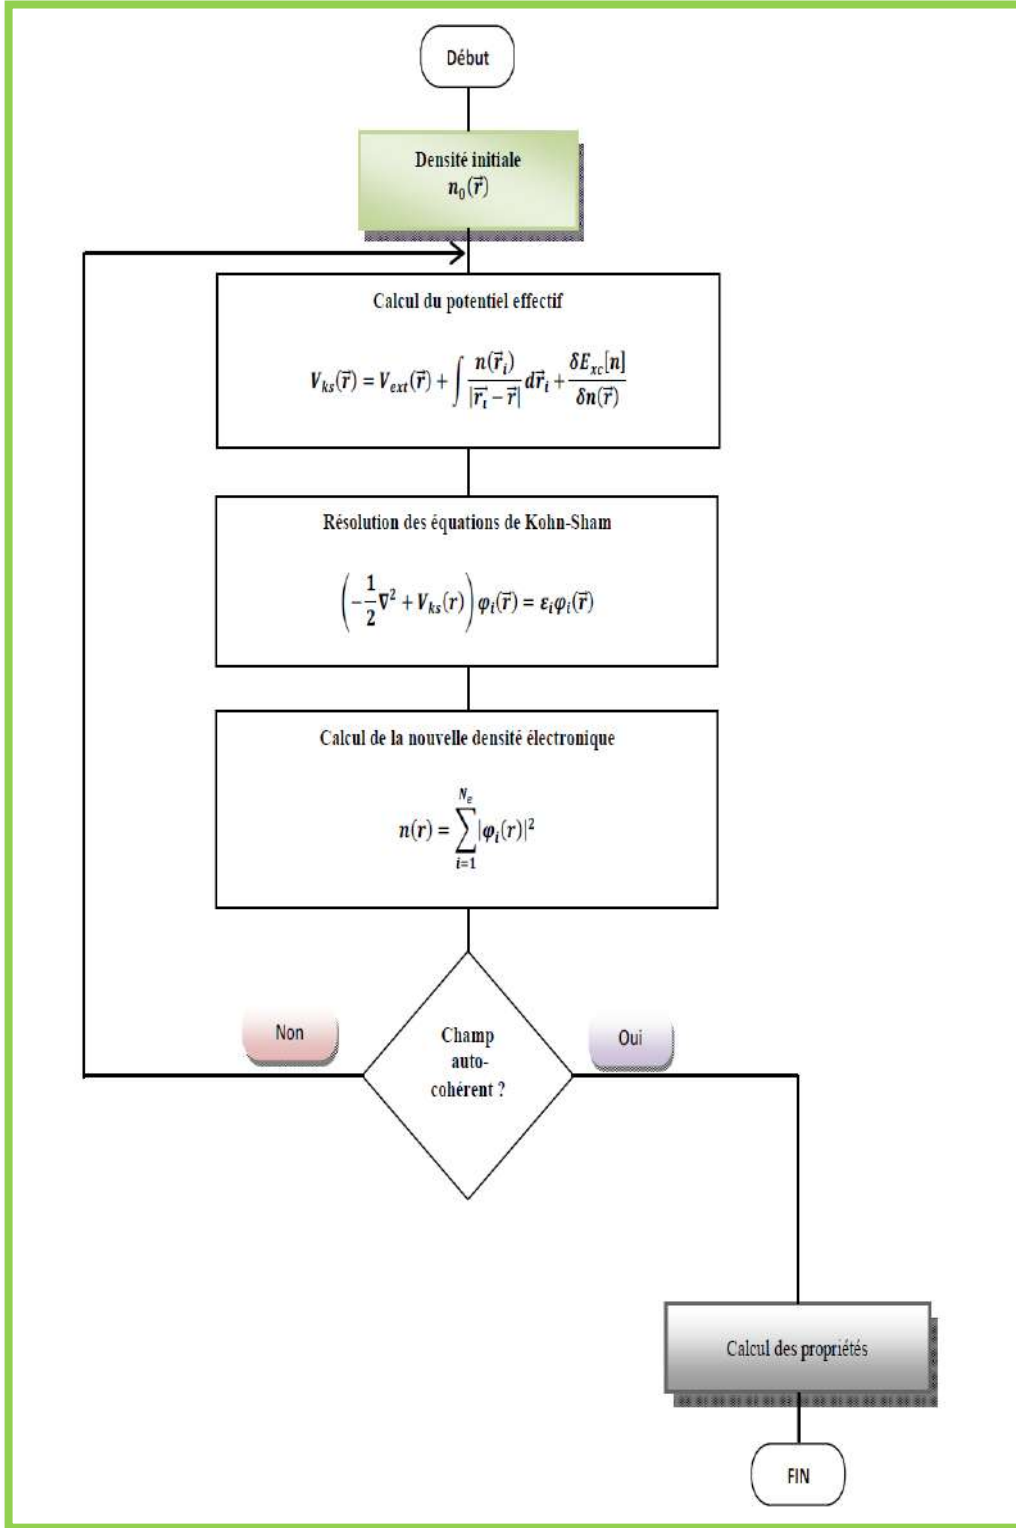 Début
Densité initiale
n₀(r⃗)
Calcul du potentiel effectif
V_ks(r⃗) = V_ext(r⃗) + ∫ n(r⃗_i) / |r⃗_i − r⃗| dr⃗_i + δE_xc[n] / δn(r⃗)
Résolution des équations de Kohn-Sham
(−1/2 ∇² + V_ks(r)) φ_i(r⃗) = ε_i φ_i(r⃗)
Calcul de la nouvelle densité électronique
n(r) = ∑_{i=1}^{N_e} |φ_i(r)|²
Non
Oui
Champ
auto-
cohérent ?
Calcul des propriétés
FIN